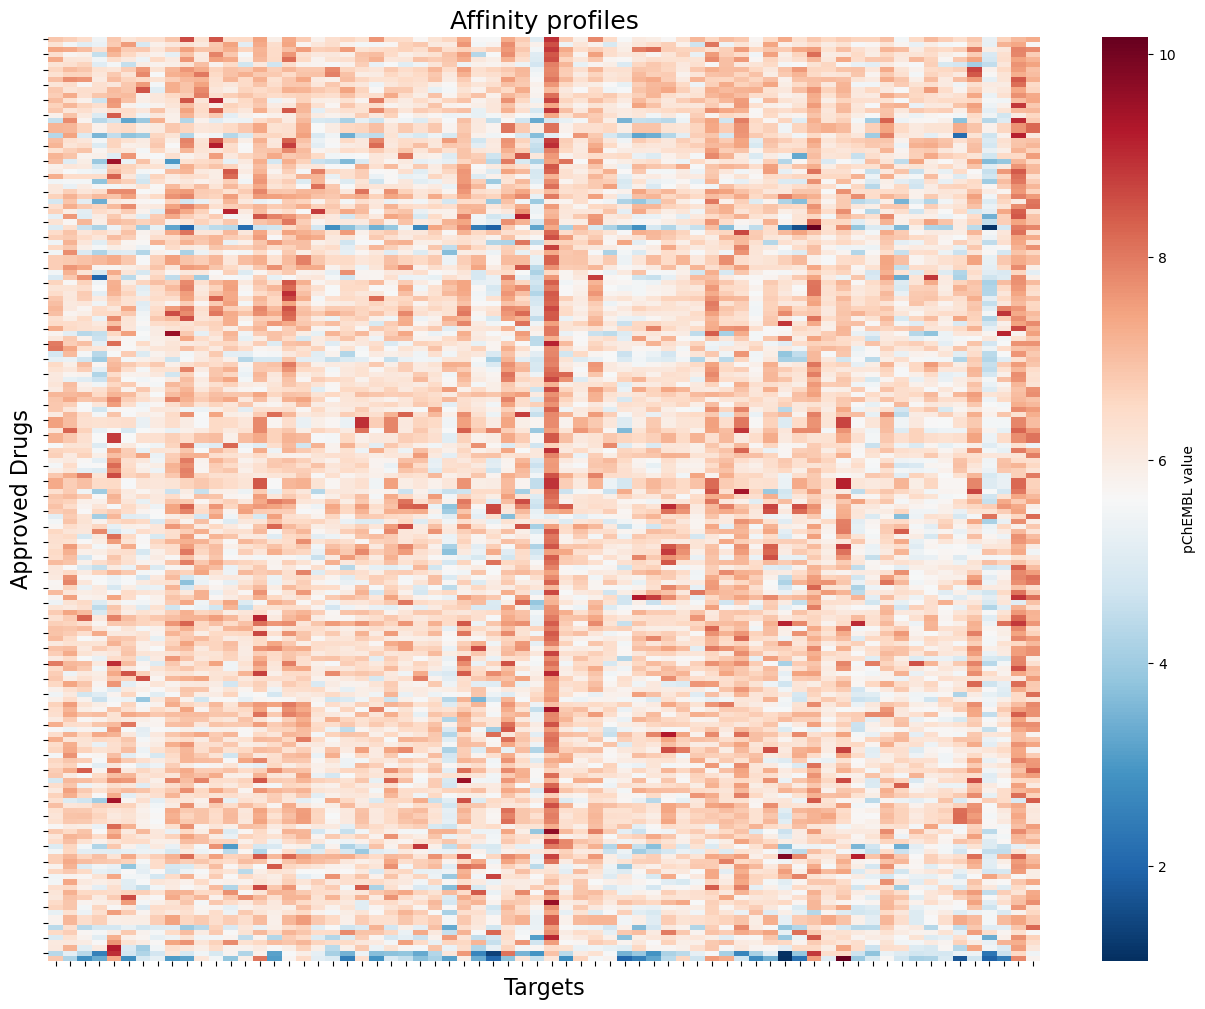 Affinity profiles
Approved Drugs
Targets
10
8
6
4
2
pChEMBL value